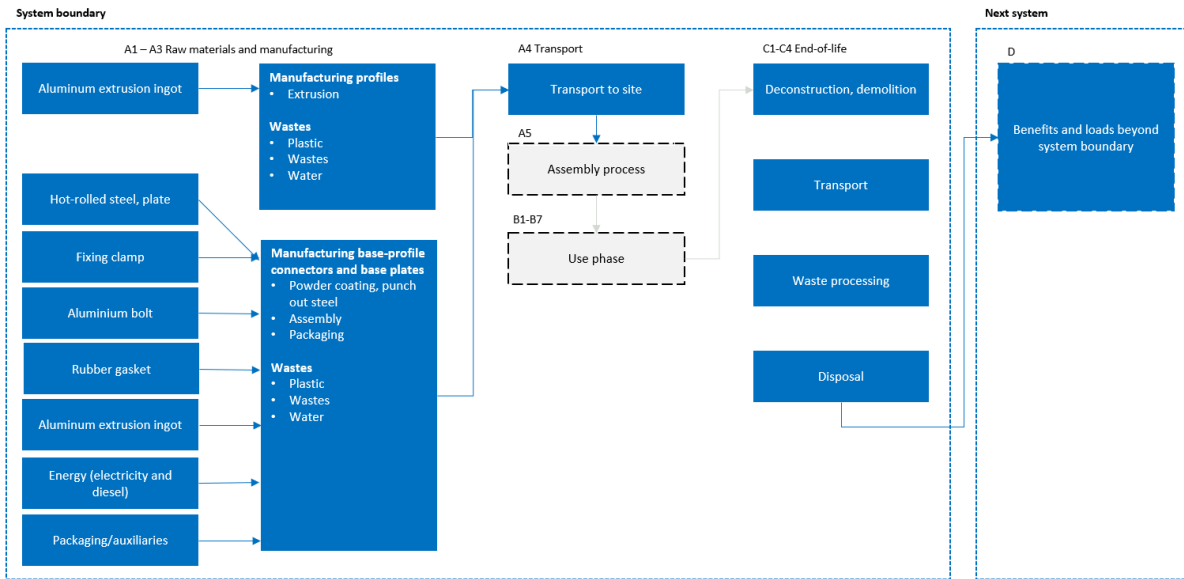 System boundary
Next system
A1 – A3 Raw materials and manufacturing
A4 Transport
C1-C4 End-of-life
D
Aluminum extrusion ingot
Manufacturing profiles
• Extrusion
Wastes
• Plastic
• Wastes
• Water
Transport to site
Deconstruction, demolition
Benefits and loads beyond
system boundary
A5
Assembly process
Hot-rolled steel, plate
Transport
B1-B7
Use phase
Fixing clamp
Manufacturing base-profile
connectors and base plates
• Powder coating, punch
out steel
• Assembly
• Packaging
Wastes
• Plastic
• Wastes
• Water
Waste processing
Aluminium bolt
Rubber gasket
Disposal
Aluminum extrusion ingot
Energy (electricity and
diesel)
Packaging/auxiliaries